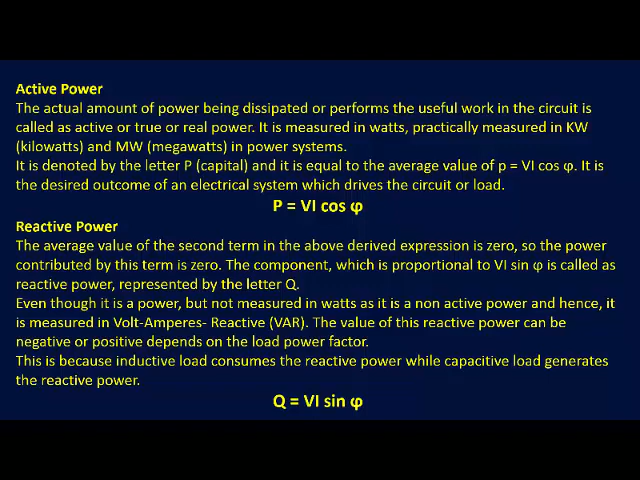 Active Power
The actual amount of power being dissipated or performs the useful work in the circuit is
called as active or true or real power. It is measured in watts, practically measured in KW
(kilowatts) and MW (megawatts) in power systems.
It is denoted by the letter P (capital) and it is equal to the average value of p = VI cos φ. It is
the desired outcome of an electrical system which drives the circuit or load.
P = VI cos φ
Reactive Power
The average value of the second term in the above derived expression is zero, so the power
contributed by this term is zero. The component, which is proportional to VI sin φ is called as
reactive power, represented by the letter Q.
Even though it is a power, but not measured in watts as it is a non active power and hence, it
is measured in Volt-Amperes- Reactive (VAR). The value of this reactive power can be
negative or positive depends on the load power factor.
This is because inductive load consumes the reactive power while capacitive load generates
the reactive power.
Q = VI sin φ